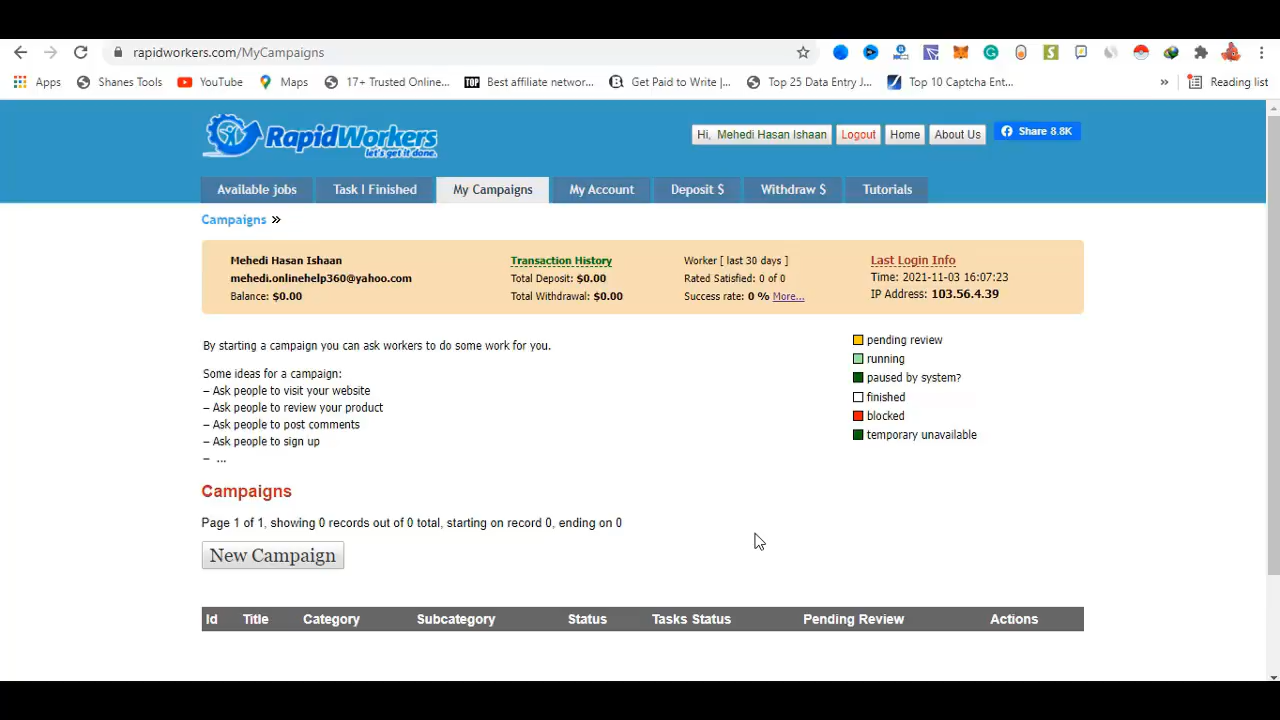 rapidworkers.com/MyCampaigns
Apps Shanes Tools YouTube Maps 17+ Trusted Online... TOP Best affiliate networ... Get Paid to Write |... Top 25 Data Entry J... Top 10 Captcha Ent... » Reading list
RapidWorkers
let's get it done.
Hi, Mehedi Hasan Ishaan Logout Home About Us Share 8.8K
Available jobs Task I Finished My Campaigns My Account Deposit $ Withdraw $ Tutorials
Campaigns »
Mehedi Hasan Ishaan Transaction History Worker [ last 30 days ] Last Login Info
mehedi.onlinehelp360@yahoo.com Total Deposit: $0.00 Rated Satisfied: 0 of 0 Time: 2021-11-03 16:07:23
Balance: $0.00 Total Withdrawal: $0.00 Success rate: 0 % More... IP Address: 103.56.4.39
By starting a campaign you can ask workers to do some work for you.
Some ideas for a campaign:
– Ask people to visit your website
– Ask people to review your product
– Ask people to post comments
– Ask people to sign up
– ...
pending review
running
paused by system?
finished
blocked
temporary unavailable
Campaigns
Page 1 of 1, showing 0 records out of 0 total, starting on record 0, ending on 0
New Campaign
Id Title Category Subcategory Status Tasks Status Pending Review Actions